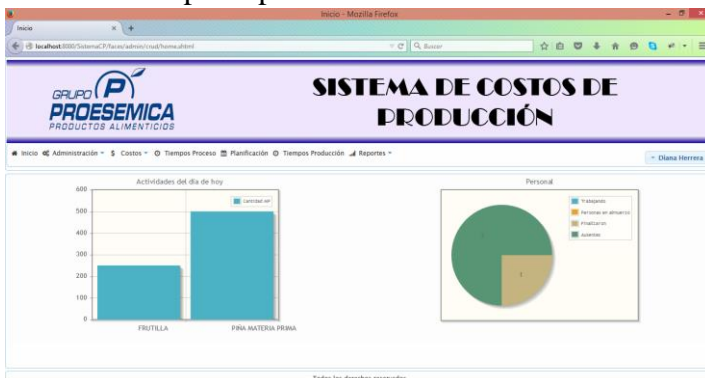 Inicio - Mozilla Firefox
Inicio
localhost:8080/SistemaCP/faces/admin/crud/home.xhtml
Buscar
GRUPO
PROESEMICA
PRODUCTOS ALIMENTICIOS
SISTEMA DE COSTOS DE
PRODUCCIÓN
Inicio Administración $ Costos Tiempos Proceso Planificación Tiempos Producción Reportes
Diana Herrera
Actividades del día de hoy
600
500
400
300
200
100
0
Cantidad MP
FRUTILLA PIÑA MATERIA PRIMA
Personal
Trabajando
Personas en almuerzo
Finalizaron
Ausentes
Todos los derechos reservados